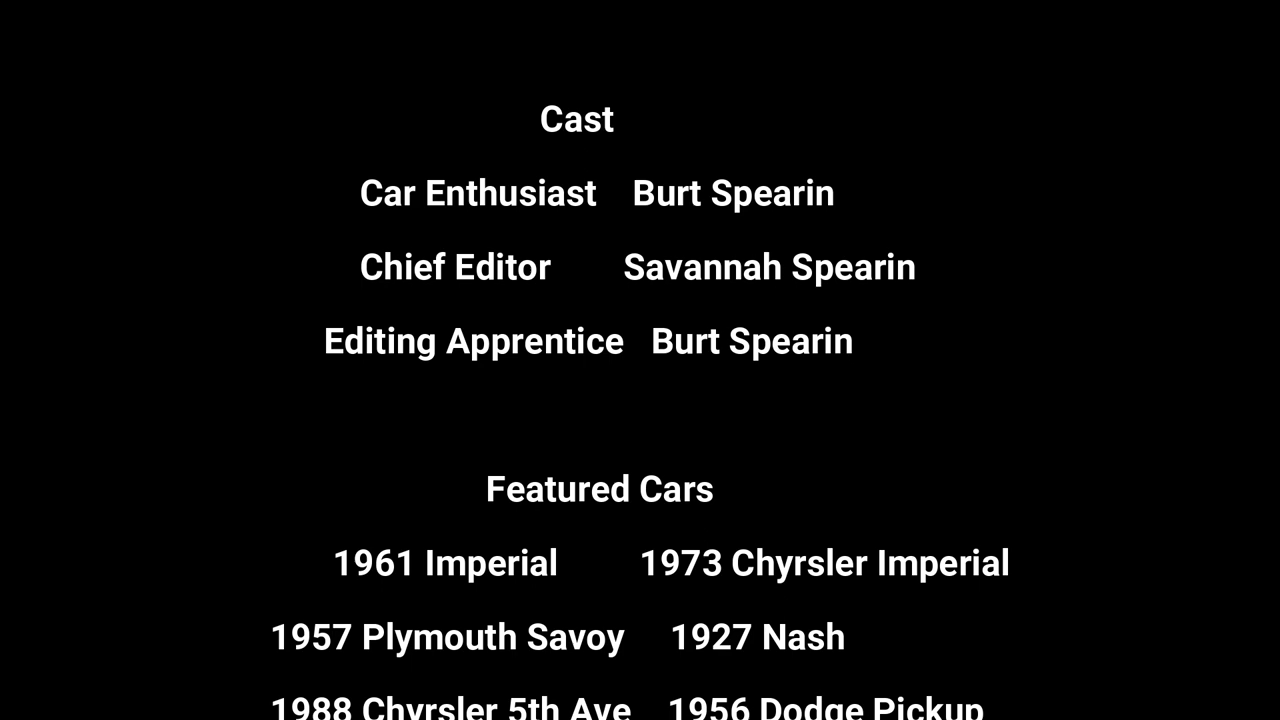 Cast
Car Enthusiast Burt Spearin
Chief Editor Savannah Spearin
Editing Apprentice Burt Spearin
Featured Cars
1961 Imperial 1973 Chyrsler Imperial
1957 Plymouth Savoy 1927 Nash
1988 Chyrsler 5th Ave 1956 Dodge Pickup